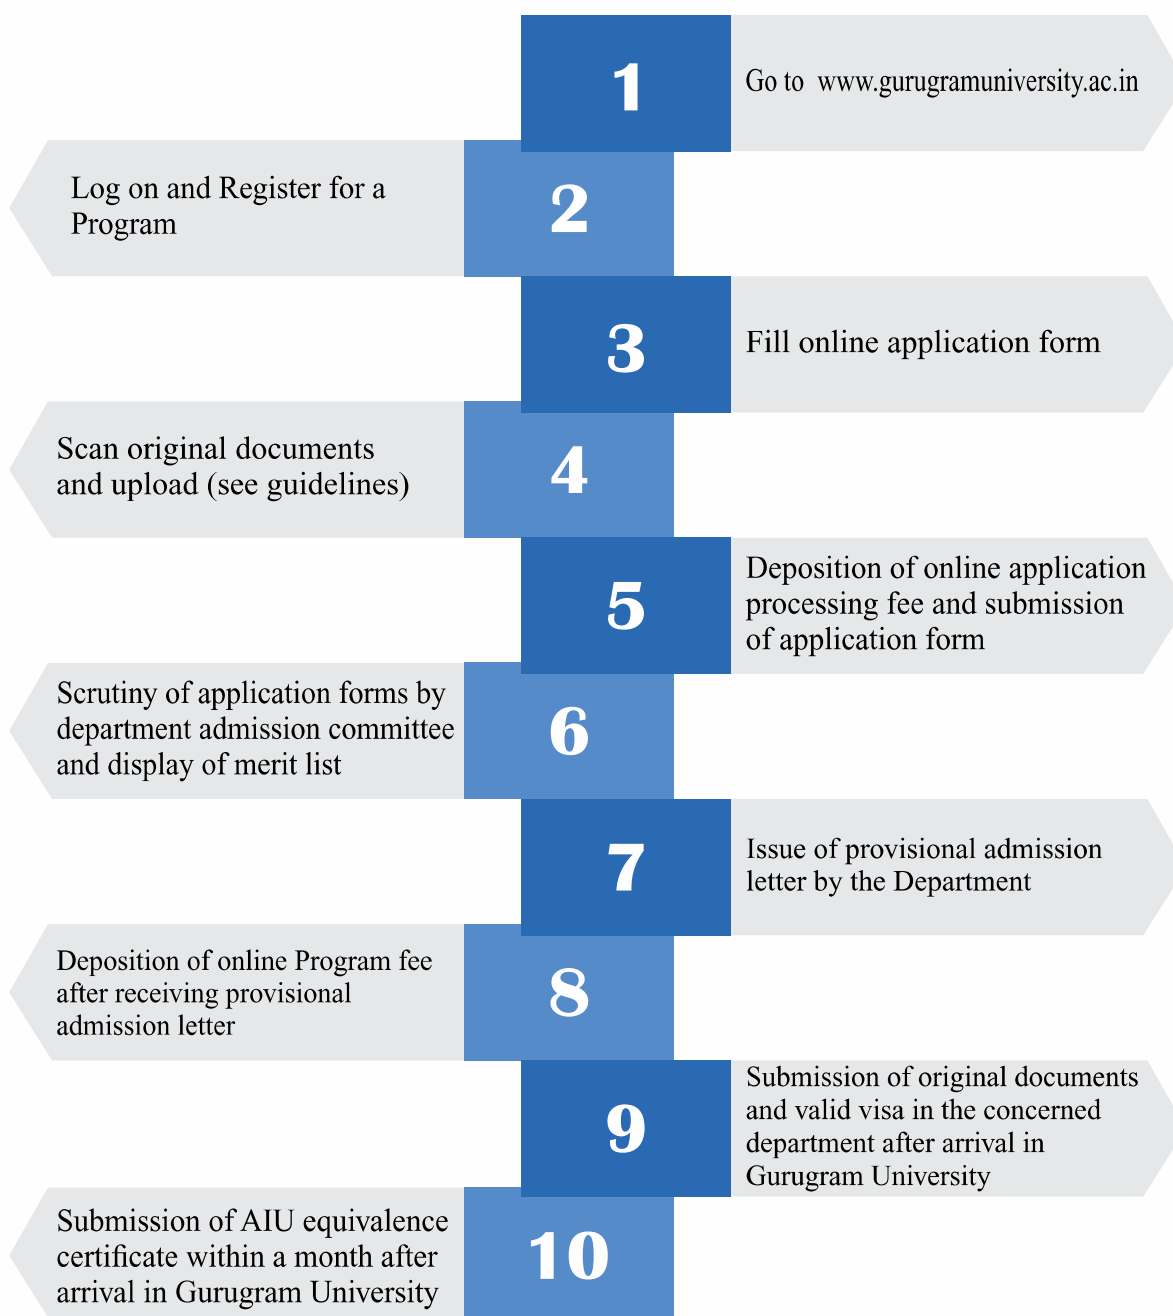 1
Go to www.gurugramuniversity.ac.in
Log on and Register for a
Program
2
3
Fill online application form
Scan original documents
and upload (see guidelines)
4
5
Deposition of online application
processing fee and submission
of application form
Scrutiny of application forms by
department admission committee
and display of merit list
6
7
Issue of provisional admission
letter by the Department
Deposition of online Program fee
after receiving provisional
admission letter
8
9
Submission of original documents
and valid visa in the concerned
department after arrival in
Gurugram University
Submission of AIU equivalence
certificate within a month after
arrival in Gurugram University
10